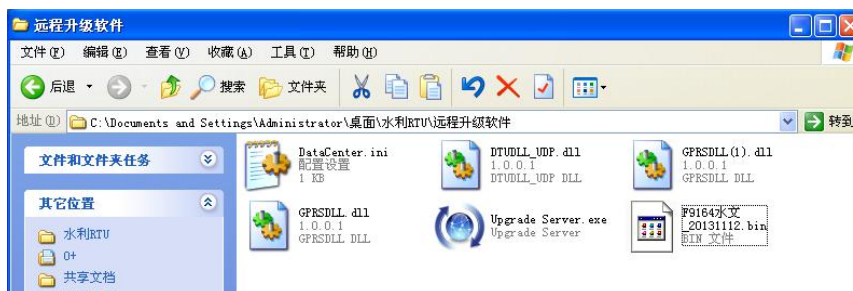 远程升级软件
文件(F) 编辑(E) 查看(V) 收藏(A) 工具(T) 帮助(H)
后退 搜索 文件夹
地址(D) C:\Documents and Settings\Administrator\桌面\水利RTU\远程升级软件 转到
文件和文件夹任务
其它位置
水利RTU
0+
共享文档
DataCenter.ini
配置设置
1 KB
DTUDLL_UDP.dll
1.0.0.1
DTUDLL_UDP DLL
GPRSDLL(1).dll
1.0.0.1
GPRSDLL DLL
GPRSDLL.dll
1.0.0.1
GPRSDLL DLL
Upgrade Server.exe
Upgrade Server
F9164水文
_20131112.bin
BIN 文件